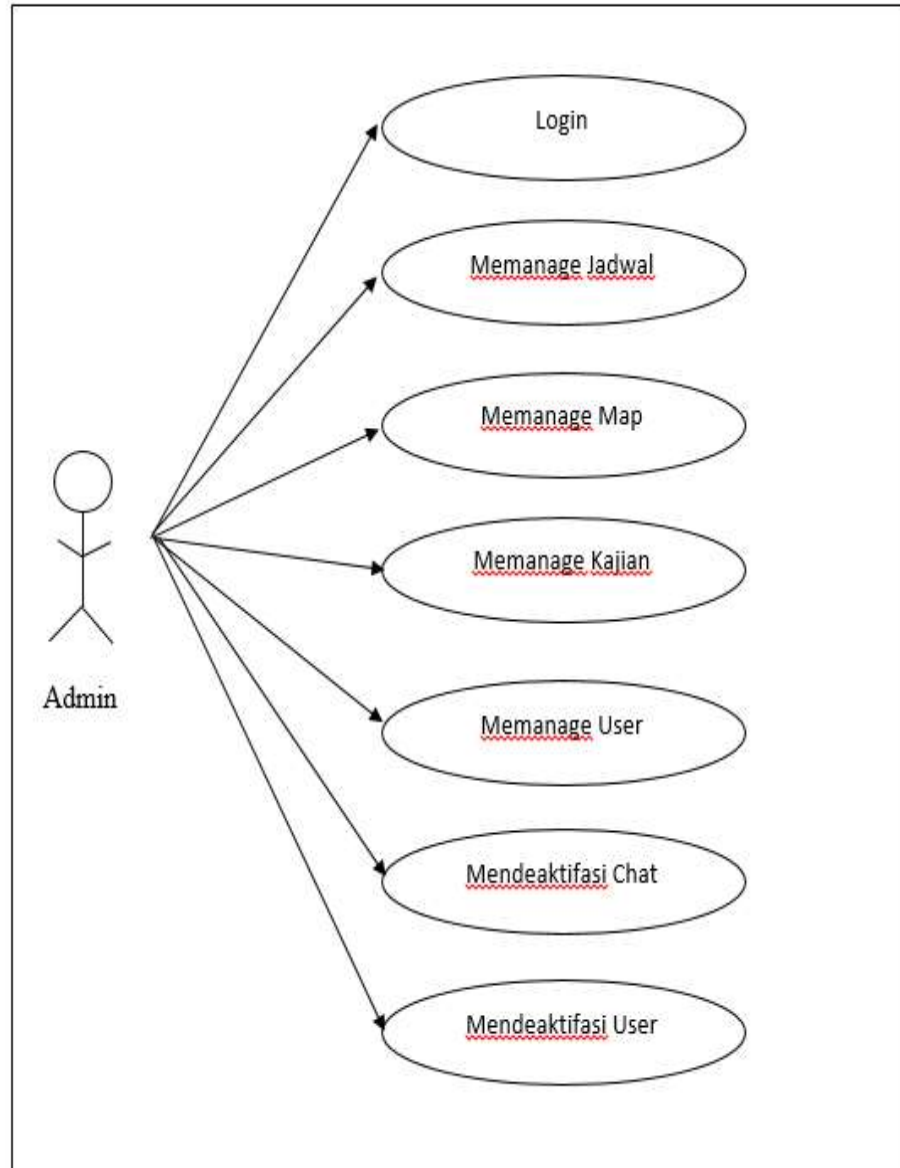 Login
Memanage Jadwal
Memanage Map
Memanage Kajian
Memanage User
Mendeaktifasi Chat
Mendeaktifasi User
Admin